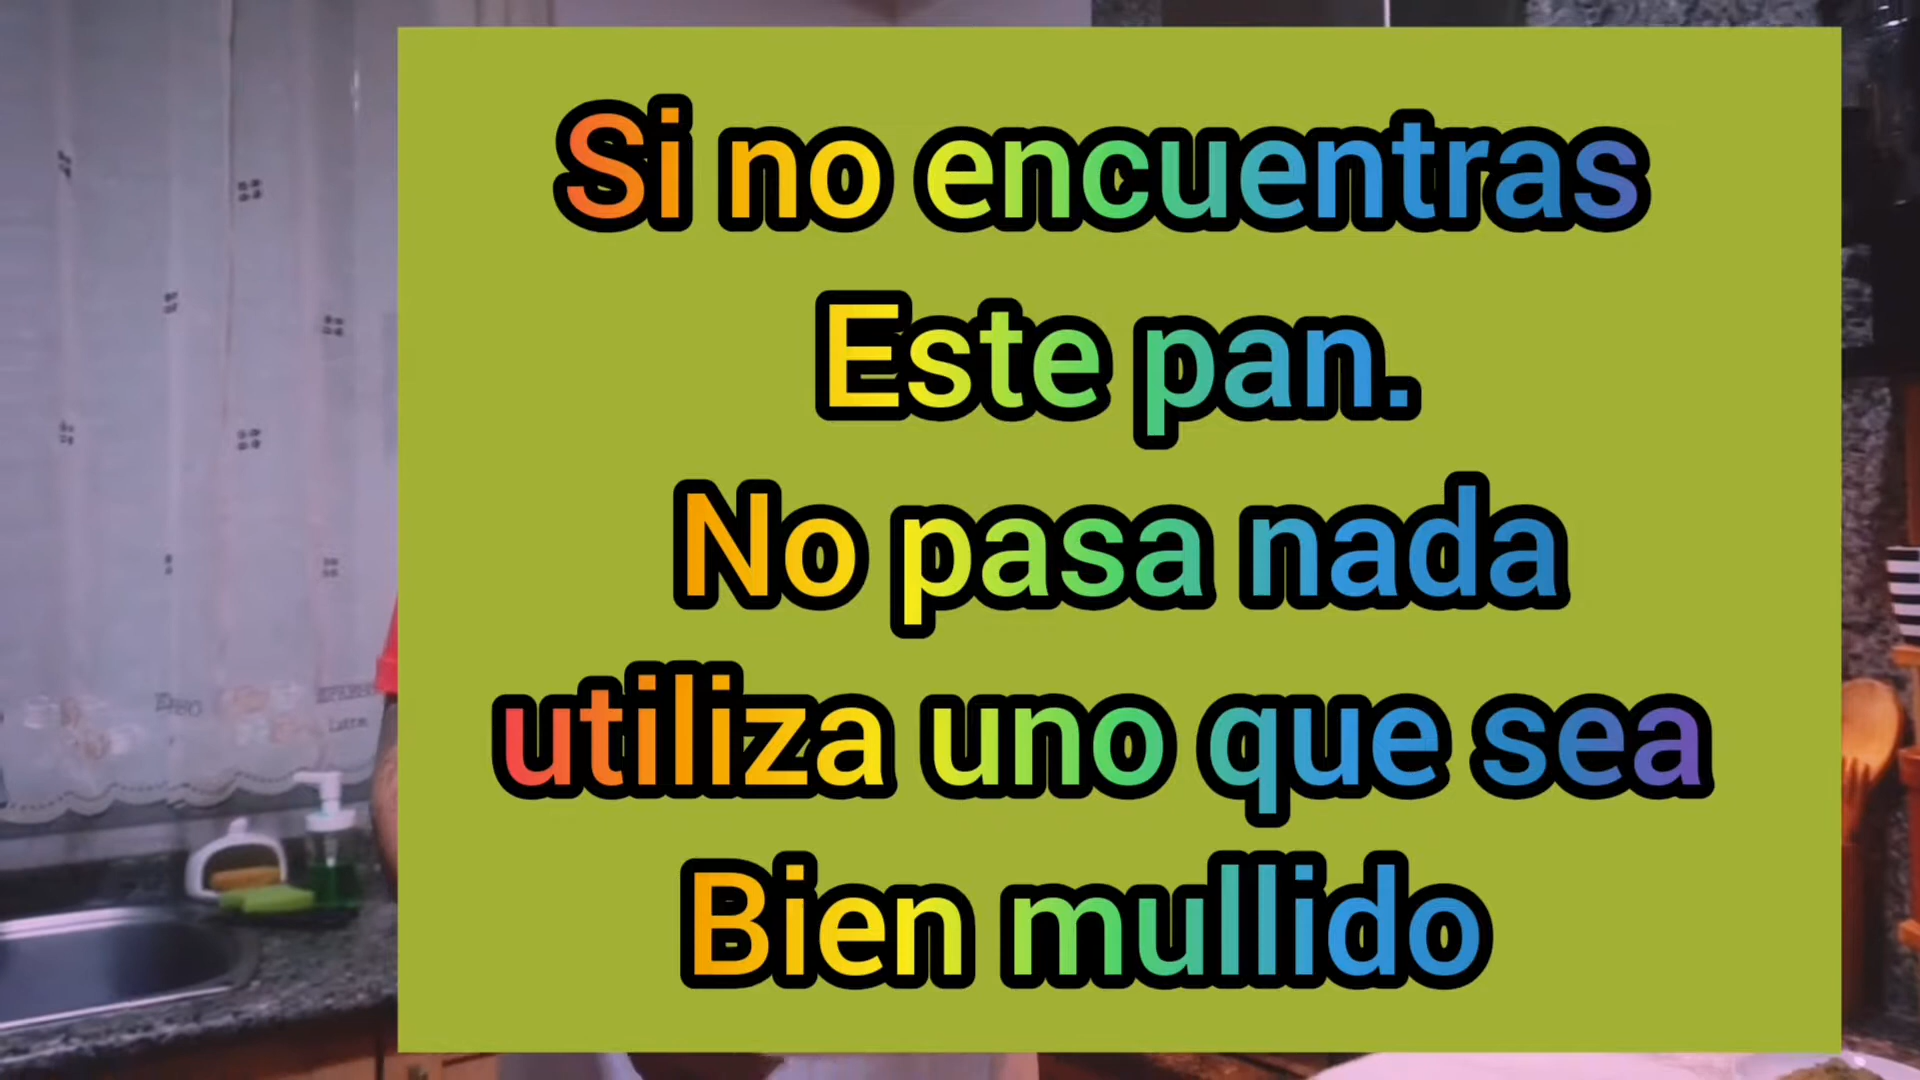 Si no encuentras
Este pan.
No pasa nada
utiliza uno que sea
Bien mullido